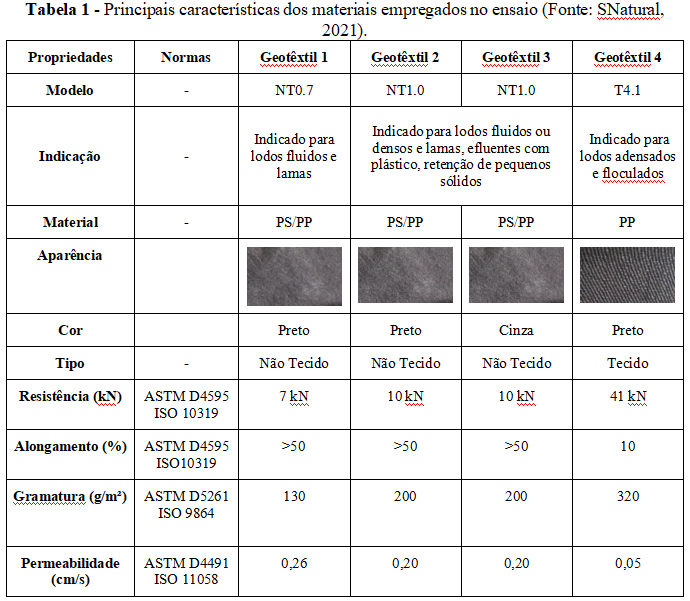 Tabela 1 - Principais características dos materiais empregados no ensaio (Fonte: SNatural,
2021).
Propriedades Normas Geotêxtil 1 Geotêxtil 2 Geotêxtil 3 Geotêxtil 4
Modelo - NT0.7 NT1.0 NT1.0 T4.1
Indicação - Indicado para
lodos fluidos e
lamas
Indicado para lodos fluidos ou
densos e lamas, efluentes com
plástico, retenção de pequenos
sólidos
Indicado para
lodos adensados
e floculados
Material - PS/PP PS/PP PS/PP PP
Aparência
Cor Preto Preto Cinza Preto
Tipo - Não Tecido Não Tecido Não Tecido Tecido
Resistência (kN) ASTM D4595 7 kN 10 kN 10 kN 41 kN
ISO 10319
Alongamento (%) ASTM D4595 >50 >50 >50 10
ISO10319
Gramatura (g/m²) ASTM D5261 130 200 200 320
ISO 9864
Permeabilidade ASTM D4491 0,26 0,20 0,20 0,05
(cm/s) ISO 11058